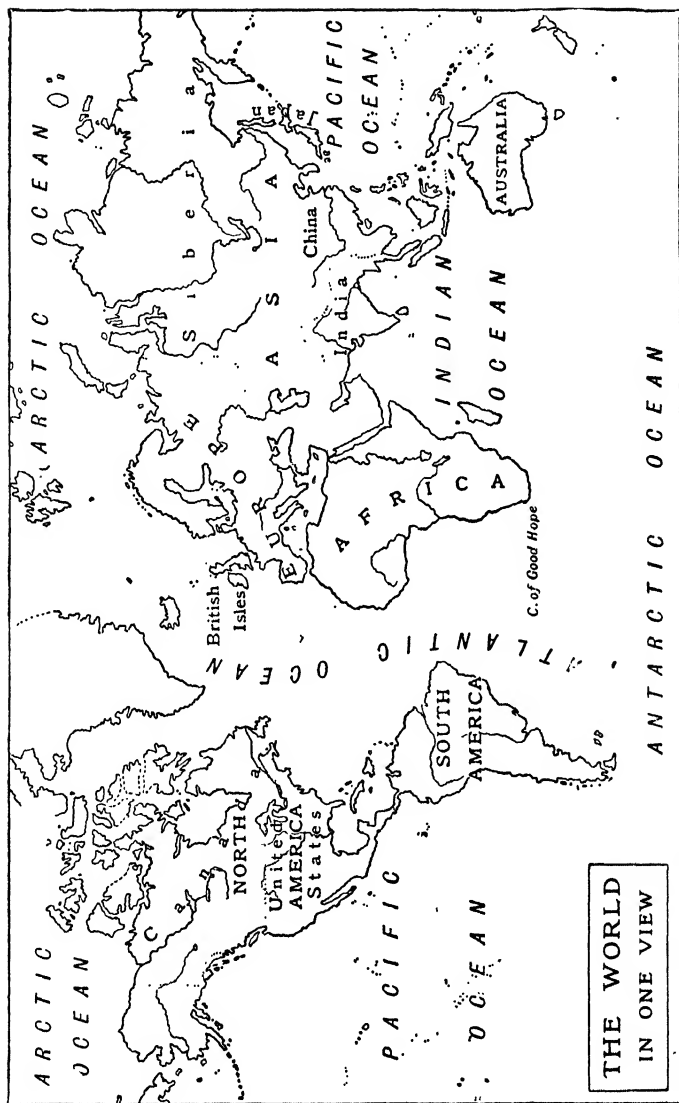 ARCTIC OCEAN
ARCTIC OCEAN
Canada
NORTH
United
AMERICA
States
British
Isles
EUROPE
Siberia
ASIA
Japan
China
India
PACIFIC
OCEAN
ATLANTIC OCEAN
AFRICA
INDIAN
OCEAN
AUSTRALIA
PACIFIC
OCEAN
SOUTH
AMERICA
C. of Good Hope
ANTARCTIC OCEAN
THE WORLD
IN ONE VIEW